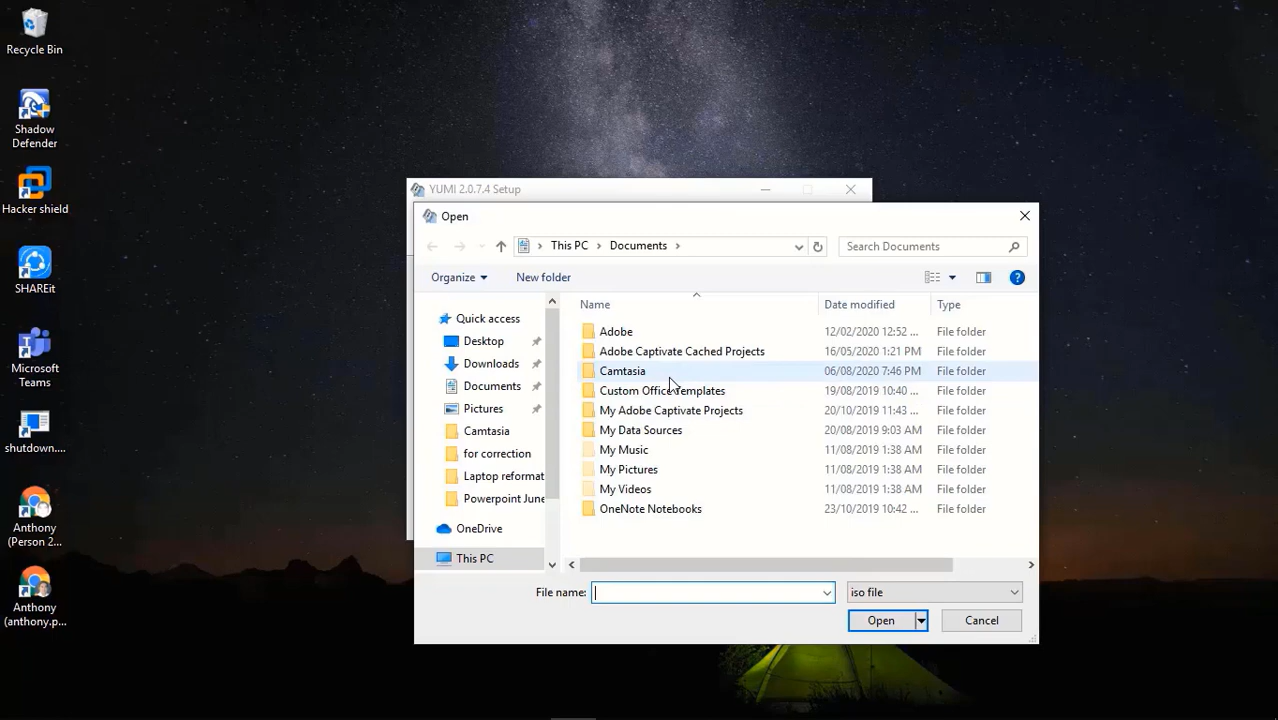 Recycle Bin
Shadow
Defender
Hacker shield
SHAREit
Microsoft
Teams
shutdown....
Anthony
(Person 2...
Anthony
(anthony.p...
YUMI 2.0.7.4 Setup
Open
This PC
Documents
Search Documents
Organize
New folder
Quick access
Desktop
Downloads
Documents
Pictures
Camtasia
for correction
Laptop reformat
Powerpoint June
OneDrive
This PC
Name Date modified Type
Adobe 12/02/2020 12:52 ... File folder
Adobe Captivate Cached Projects 16/05/2020 1:21 PM File folder
Camtasia 06/08/2020 7:46 PM File folder
Custom Office Templates 19/08/2019 10:40 ... File folder
My Adobe Captivate Projects 20/10/2019 11:43 ... File folder
My Data Sources 20/08/2019 9:03 AM File folder
My Music 11/08/2019 1:38 AM File folder
My Pictures 11/08/2019 1:38 AM File folder
My Videos 11/08/2019 1:38 AM File folder
OneNote Notebooks 23/10/2019 10:42 ... File folder
File name:
iso file
Open
Cancel